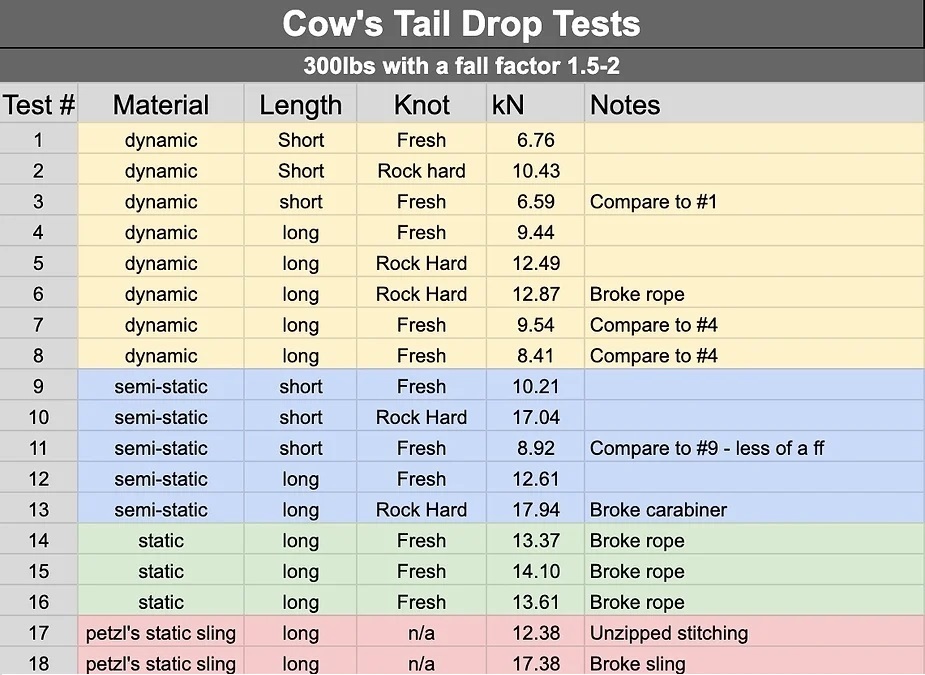 Cow's Tail Drop Tests
300lbs with a fall factor 1.5-2
Test # Material Length Knot kN Notes
1 dynamic Short Fresh 6.76
2 dynamic Short Rock hard 10.43
3 dynamic short Fresh 6.59 Compare to #1
4 dynamic long Fresh 9.44
5 dynamic long Rock Hard 12.49
6 dynamic long Rock Hard 12.87 Broke rope
7 dynamic long Fresh 9.54 Compare to #4
8 dynamic long Fresh 8.41 Compare to #4
9 semi-static short Fresh 10.21
10 semi-static short Rock Hard 17.04
11 semi-static short Fresh 8.92 Compare to #9 - less of a ff
12 semi-static long Fresh 12.61
13 semi-static long Rock Hard 17.94 Broke carabiner
14 static long Fresh 13.37 Broke rope
15 static long Fresh 14.10 Broke rope
16 static long Fresh 13.61 Broke rope
17 petzl's static sling long n/a 12.38 Unzipped stitching
18 petzl's static sling long n/a 17.38 Broke sling